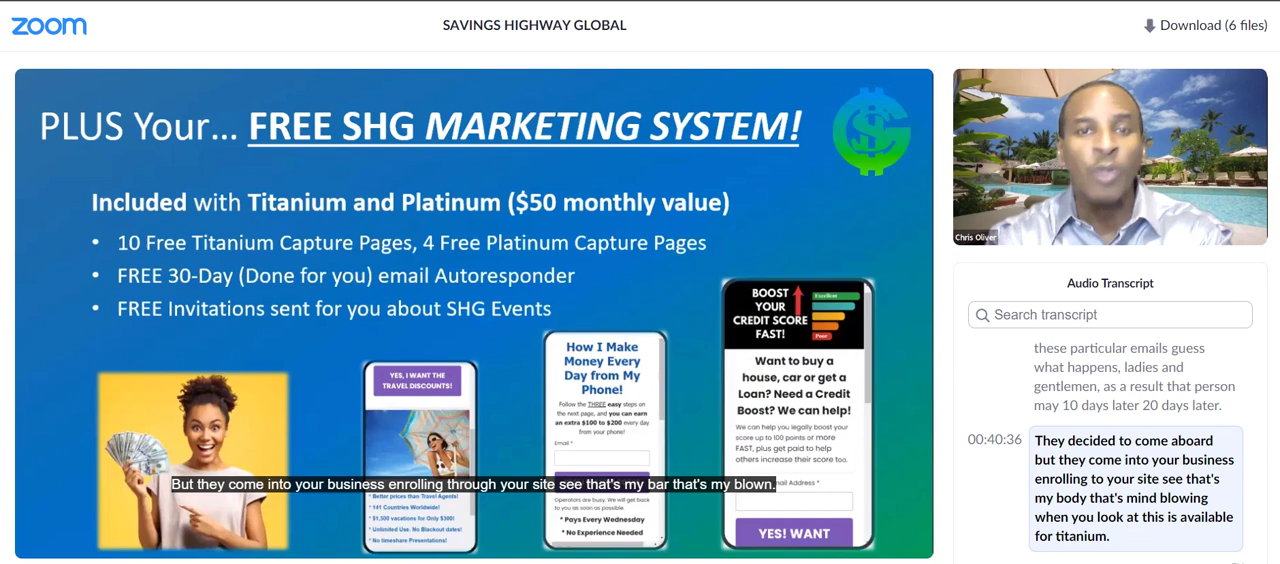 zoom
SAVINGS HIGHWAY GLOBAL
Download (6 files)
PLUS Your... FREE SHG MARKETING SYSTEM!
Included with Titanium and Platinum ($50 monthly value)
• 10 Free Titanium Capture Pages, 4 Free Platinum Capture Pages
• FREE 30-Day (Done for you) email Autoresponder
• FREE Invitations sent for you about SHG Events
YES, I WANT THE
TRAVEL DISCOUNTS!
* Better prices than Travel Agents!
* 141 Countries Worldwide!
* $1,500 vacations for Only $300!
* Unlimited Use. No Blackout dates!
* No timeshare Presentations!
How I Make
Money Every
Day from My
Phone!
Follow the THREE easy steps on
the next page, and you can earn
an extra $100 to $200 every day
from your phone!
Email *
Operators are busy. We will get back
to you as soon as possible.
* Pays Every Wednesday
* No Experience Needed
BOOST
YOUR
CREDIT SCORE
FAST!
Excellent
Poor
Want to buy a
house, car or get a
Loan? Need a Credit
Boost? We can help!
We can help you legally boost your
score up to 100 points or more
FAST, plus get paid to help
others increase their score too.
ail Address *
YES! WANT
But they come into your business enrolling through your site see that's my bar that's my blown.
Chris Oliver
Audio Transcript
Search transcript
these particular emails guess
what happens, ladies and
gentlemen, as a result that person
may 10 days later 20 days later.
00:40:36
They decided to come aboard
but they come into your business
enrolling to your site see that's
my body that's mind blowing
when you look at this is available
for titanium.